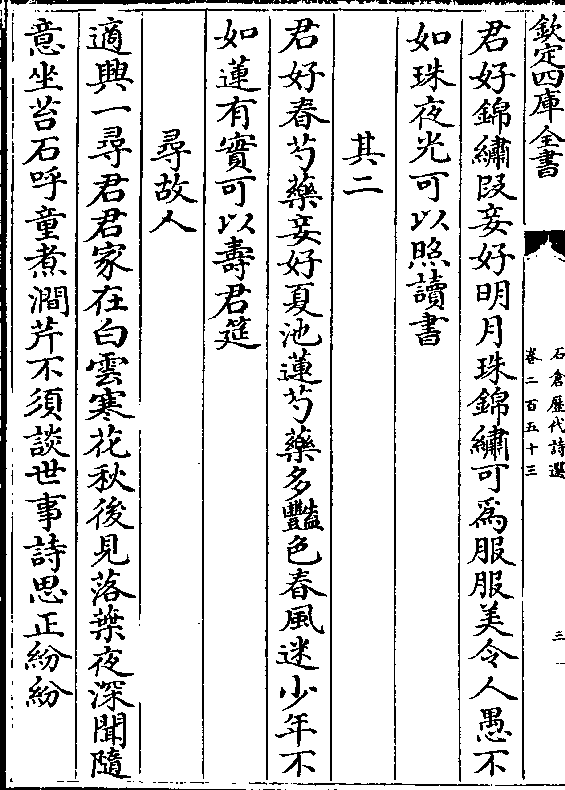 欽定四庫全書
石倉歷代詩選
卷二百五十三
三
君好錦繡段妾好明月珠錦繡可為服服美令人愚不
如珠夜光可以照讀書
其二
君好春芍藥妾好夏池蓮芍藥多豔色春風迷少年不
如蓮有實可以壽君筵
尋故人
適興一尋君君家在白雲寒花秋後見落葉夜深聞隨
意坐苔石呼童煮澗芹不須談世事詩思正紛紛